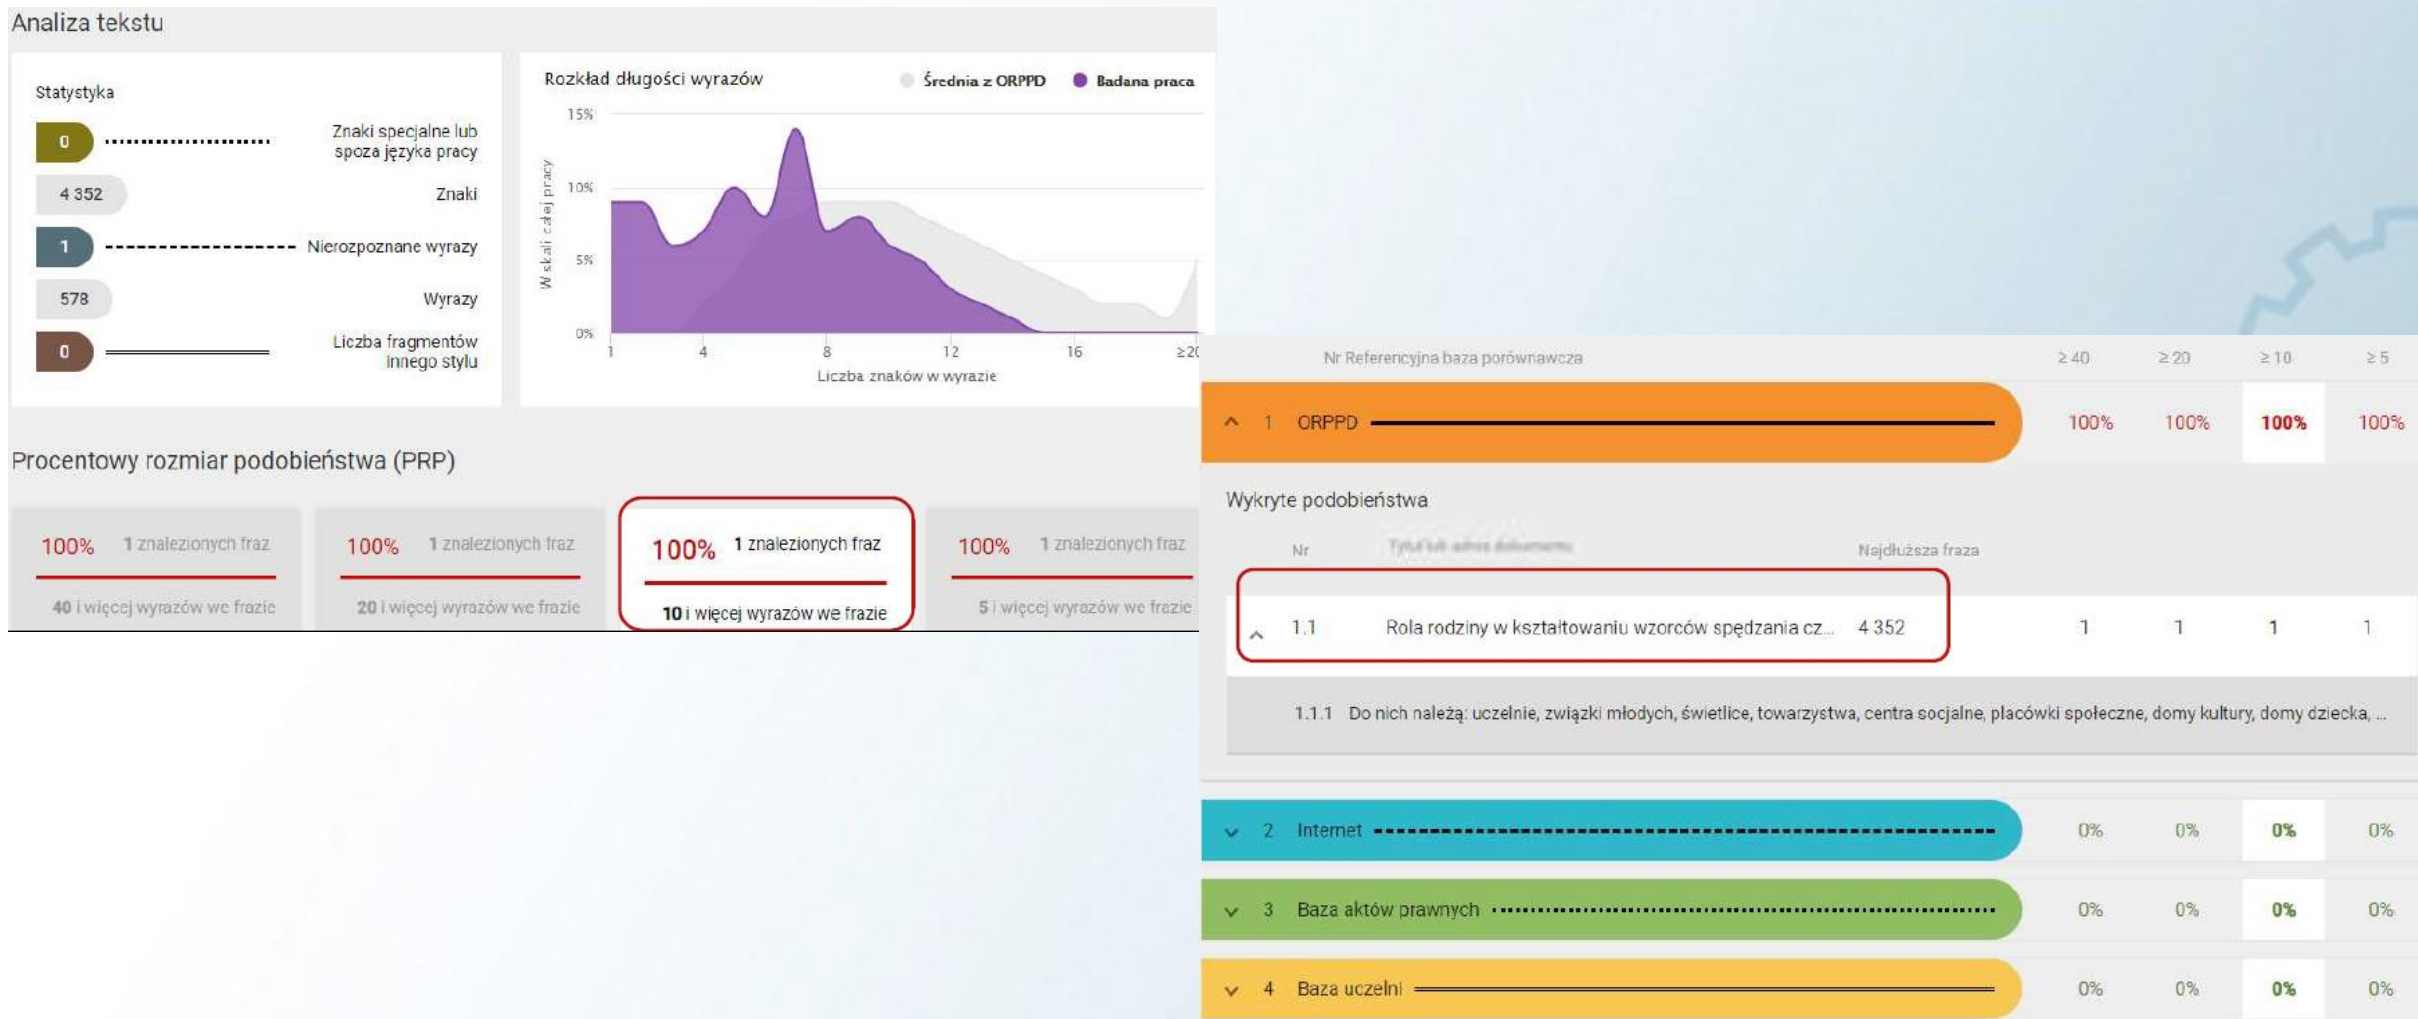 Analiza tekstu
Statystyka
0 Znaki specjalne lub
spoza języka pracy
4 352 Znaki
1 Nierozpoznane wyrazy
578 Wyrazy
0 Liczba fragmentów
innego stylu
Rozkład długości wyrazów
Średnia z ORPPD Badana praca
W skali całej pracy
15%
10%
5%
0%
1 4 8 12 16 ≥20
Liczba znaków w wyrazie
Procentowy rozmiar podobieństwa (PRP)
100% 1 znalezionych fraz
40 i więcej wyrazów we frazie
100% 1 znalezionych fraz
20 i więcej wyrazów we frazie
100% 1 znalezionych fraz
10 i więcej wyrazów we frazie
100% 1 znalezionych fraz
5 i więcej wyrazów we frazie
Nr Referencyjna baza porównawcza ≥ 40 ≥ 20 ≥ 10 ≥ 5
1 ORPPD 100% 100% 100% 100%
Wykryte podobieństwa
Nr Tytuł lub adres dokumentu Najdłuższa fraza
1.1 Rola rodziny w kształtowaniu wzorców spędzania cz... 4 352 1 1 1 1
1.1.1 Do nich należą: uczelnie, związki młodych, świetlice, towarzystwa, centra socjalne, placówki społeczne, domy kultury, domy dziecka, ...
2 Internet 0% 0% 0% 0%
3 Baza aktów prawnych 0% 0% 0% 0%
4 Baza uczelni 0% 0% 0% 0%